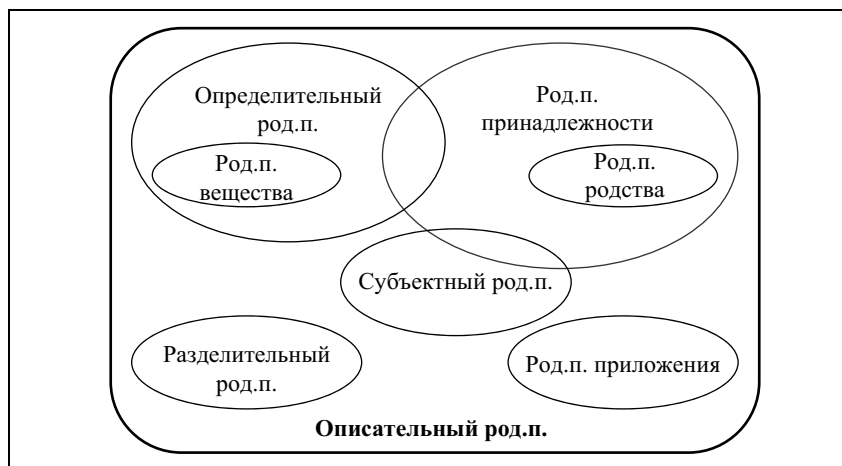 Определительный
род.п.
Род.п.
принадлежности
Род.п.
вещества
Род.п.
родства
Субъектный род.п.
Разделительный
род.п.
Род.п. приложения
Описательный род.п.